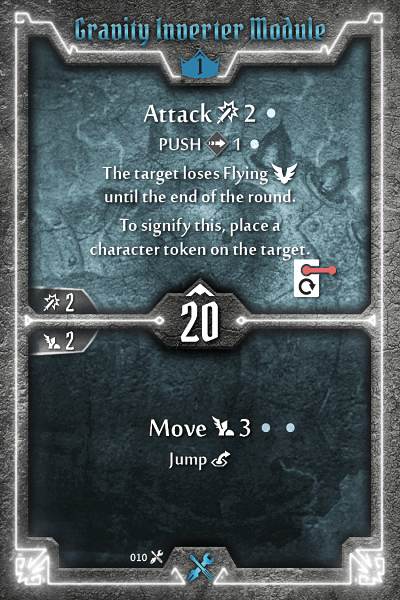 Gravity Inverter Module
1
Attack 2
PUSH 1
The target loses Flying
until the end of the round.
To signify this, place a
character token on the target.
2
20
2
Move 3
Jump
010